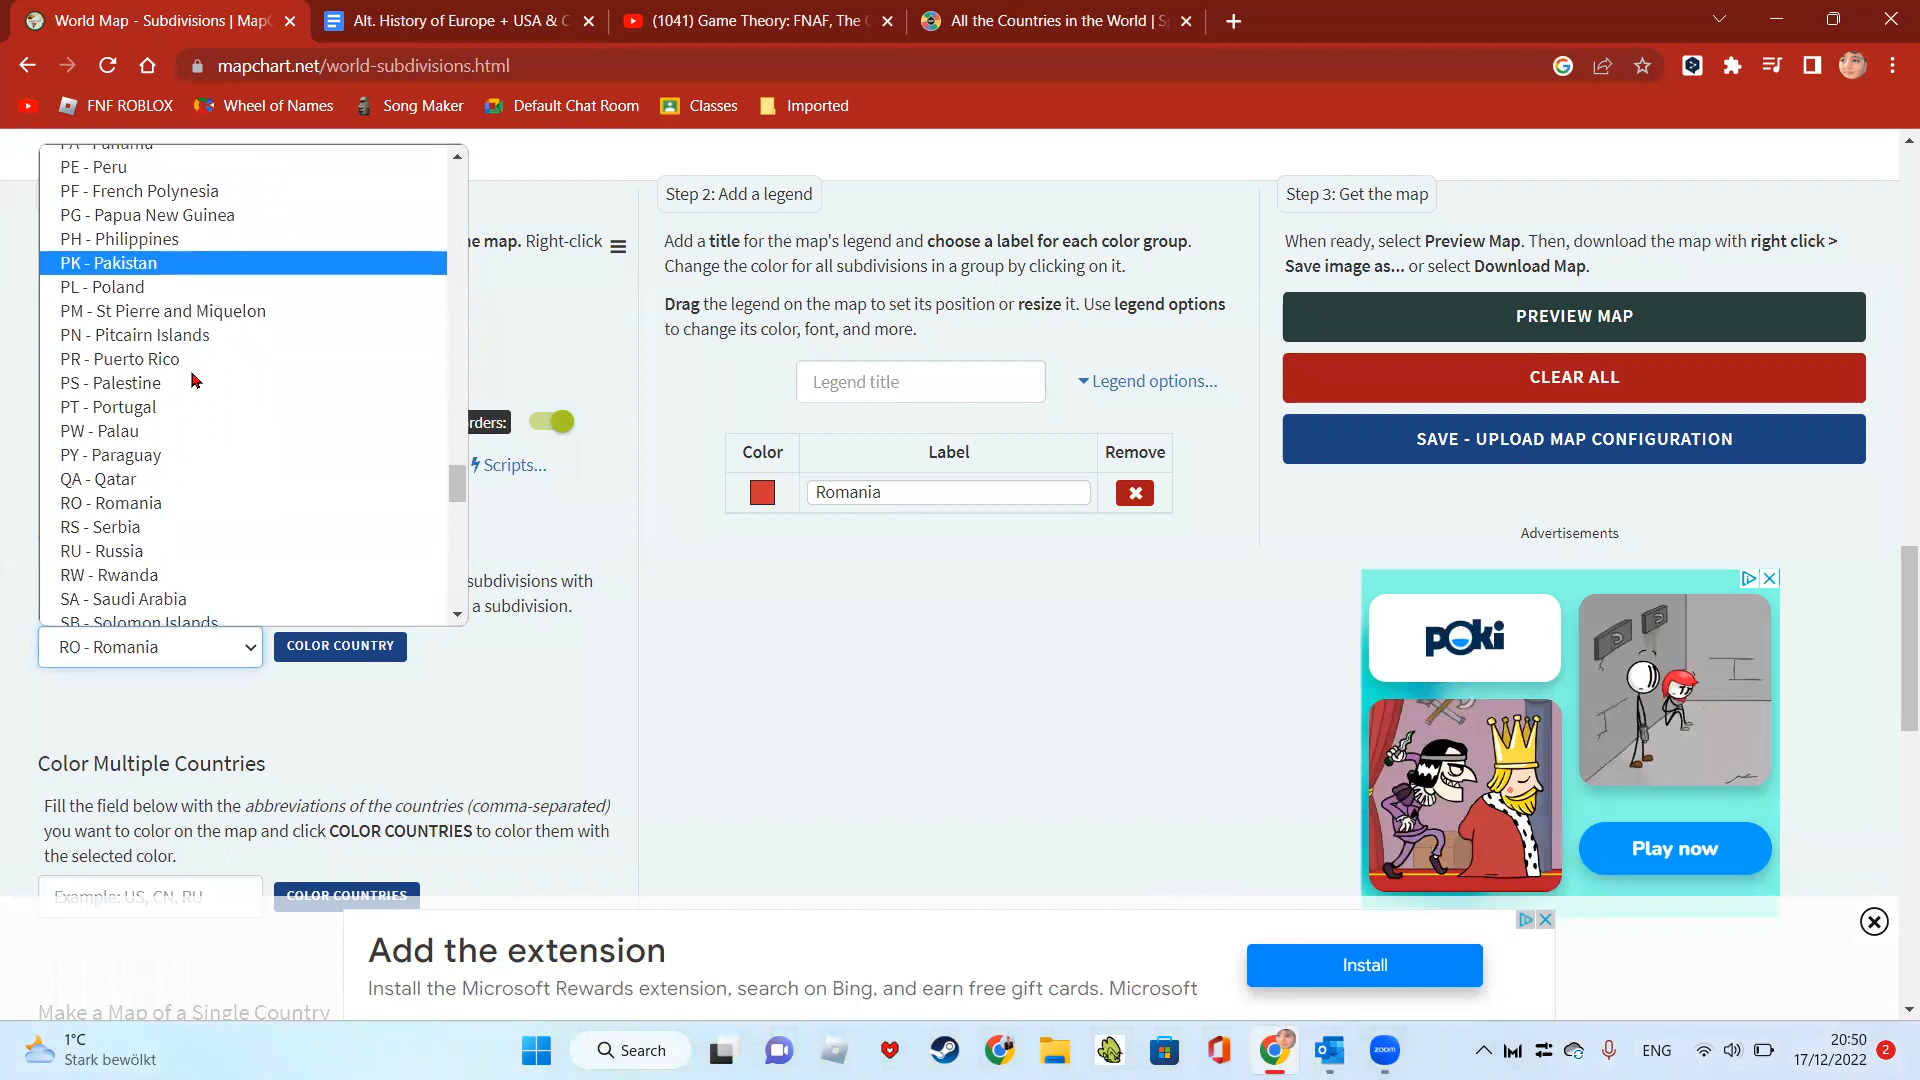 World Map - Subdivisions | Map
Alt. History of Europe + USA & C
(1041) Game Theory: FNAF, The
All the Countries in the World | S
mapchart.net/world-subdivisions.html
FNF ROBLOX
Wheel of Names
Song Maker
Default Chat Room
Classes
Imported
PA - Panama
PE - Peru
PF - French Polynesia
PG - Papua New Guinea
PH - Philippines
PK - Pakistan
PL - Poland
PM - St Pierre and Miquelon
PN - Pitcairn Islands
PR - Puerto Rico
PS - Palestine
PT - Portugal
PW - Palau
PY - Paraguay
QA - Qatar
RO - Romania
RS - Serbia
RU - Russia
RW - Rwanda
SA - Saudi Arabia
SB - Solomon Islands
e map. Right-click
rders:
Scripts...
subdivisions with
a subdivision.
RO - Romania
COLOR COUNTRY
Color Multiple Countries
Fill the field below with the abbreviations of the countries (comma-separated)
you want to color on the map and click COLOR COUNTRIES to color them with
the selected color.
Example: US, CN, RU
COLOR COUNTRIES
Make a Map of a Single Country
Step 2: Add a legend
Add a title for the map's legend and choose a label for each color group.
Change the color for all subdivisions in a group by clicking on it.
Drag the legend on the map to set its position or resize it. Use legend options
to change its color, font, and more.
Legend title
Legend options...
Color
Label
Remove
Romania
Step 3: Get the map
When ready, select Preview Map. Then, download the map with right click >
Save image as... or select Download Map.
PREVIEW MAP
CLEAR ALL
SAVE - UPLOAD MAP CONFIGURATION
Advertisements
poki
Play now
Add the extension
Install the Microsoft Rewards extension, search on Bing, and earn free gift cards. Microsoft
Install
1°C
Stark bewölkt
Search
zoom
ENG
20:50
17/12/2022
2